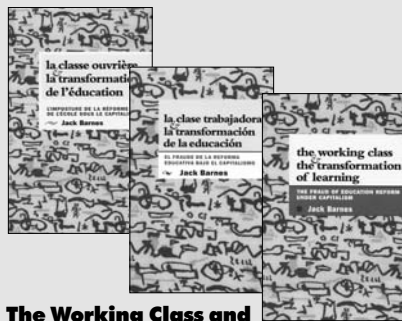 la classe ouvrière
& la transformatio
de l'éducation
L'IMPOSTURE DE LA RÉFORME
DE L'ÉCOLE SOUS LE CAPITAL
Jack Barnes
la clase trabajadora
& la transformación
de la educación
EL FRAUDE DE LA REFORMA
EDUCATIVA BAJO EL CAPITALISMO
Jack Barnes
the working class
& the transformation
of learning
THE FRAUD OF EDUCATION REFORM
UNDER CAPITALISM
Jack Barnes
The Working Class and